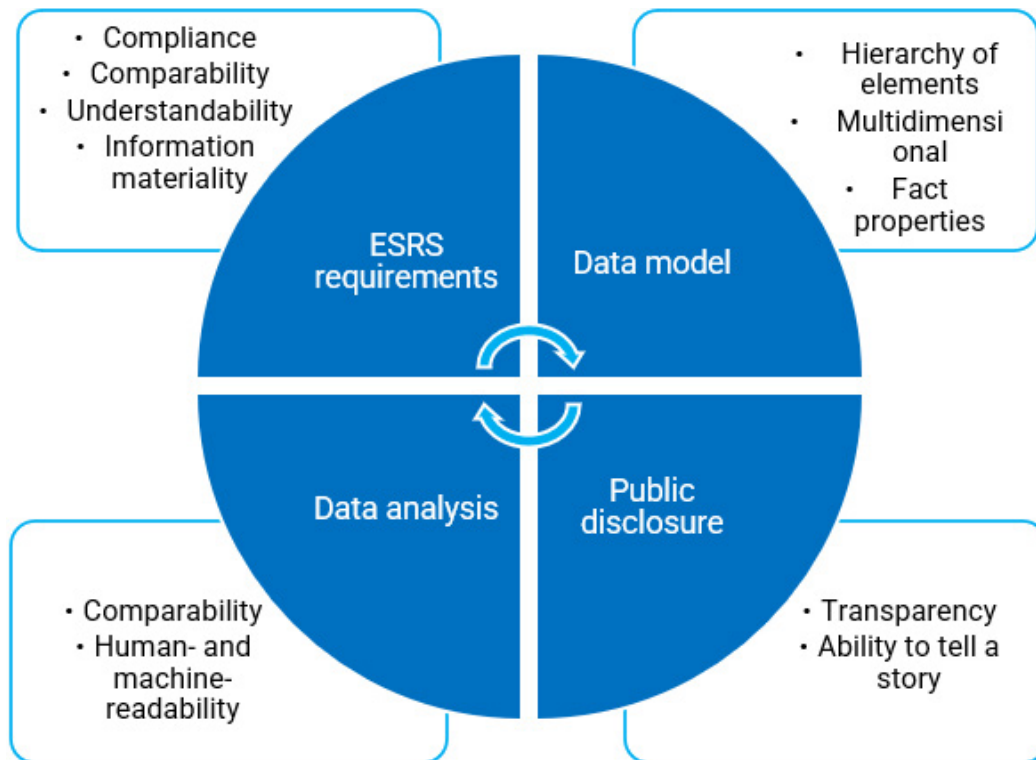 • Compliance
• Comparability
• Understandability
• Information
materiality
• Hierarchy of
elements
• Multidimensi
onal
• Fact
properties
ESRS
requirements
Data model
Data analysis
Public
disclosure
• Comparability
• Human- and
machine-
readability
• Transparency
• Ability to tell a
story